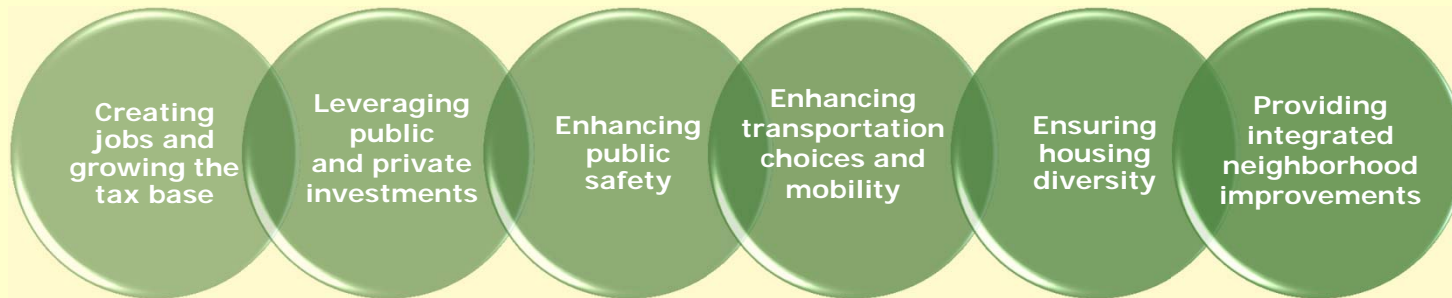 Creating
jobs and
growing the
tax base
Leveraging
public
and private
investments
Enhancing
public
safety
Enhancing
transportation
choices and
mobility
Ensuring
housing
diversity
Providing
integrated
neighborhood
improvements